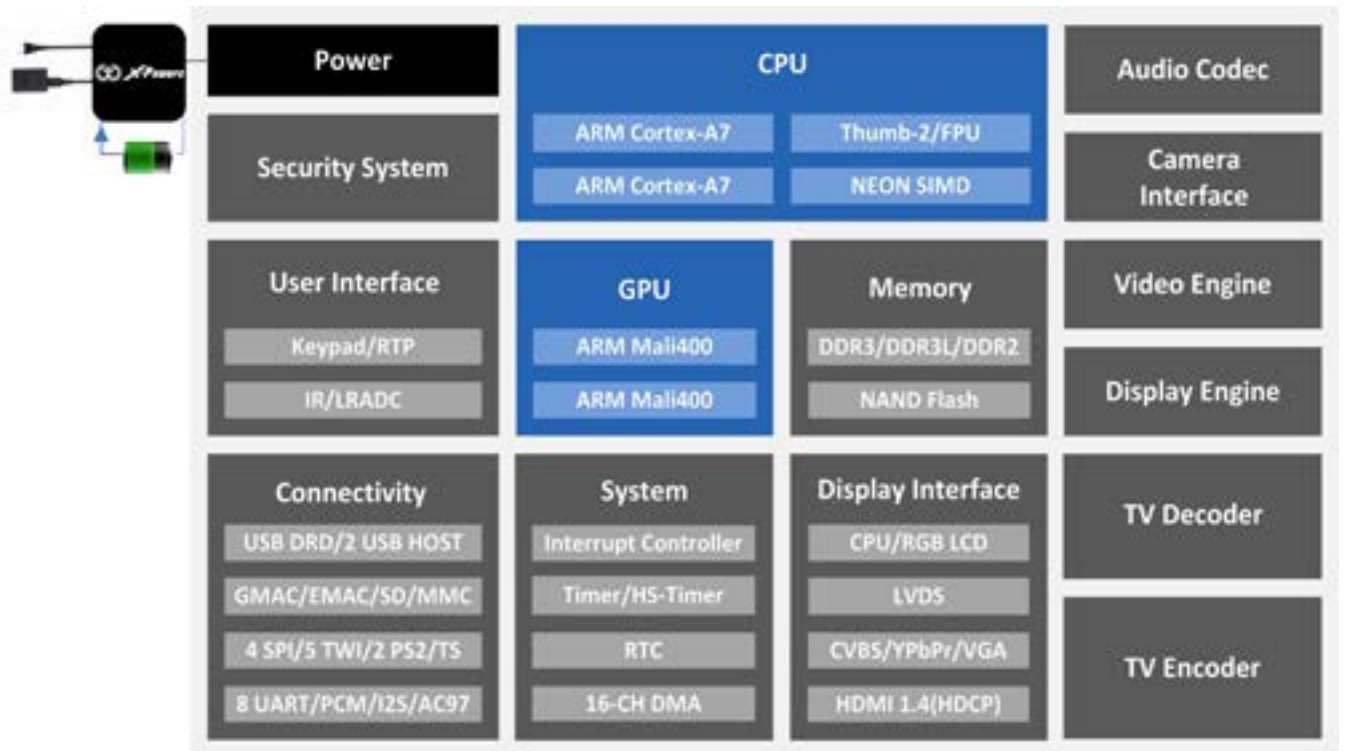 XPowers
Power
Security System
CPU
ARM Cortex-A7
Thumb-2/FPU
ARM Cortex-A7
NEON SIMD
Audio Codec
Camera
Interface
User Interface
Keypad/RTP
IR/LRADC
GPU
ARM Mali400
ARM Mali400
Memory
DDR3/DDR3L/DDR2
NAND Flash
Video Engine
Display Engine
Connectivity
USB DRD/2 USB HOST
GMAC/EMAC/SD/MMC
4 SPI/5 TWI/2 PS2/TS
8 UART/PCM/I2S/AC97
System
Interrupt Controller
Timer/HS-Timer
RTC
16-CH DMA
Display Interface
CPU/RGB LCD
LVDS
CVBS/YPbPr/VGA
HDMI 1.4(HDCP)
TV Decoder
TV Encoder